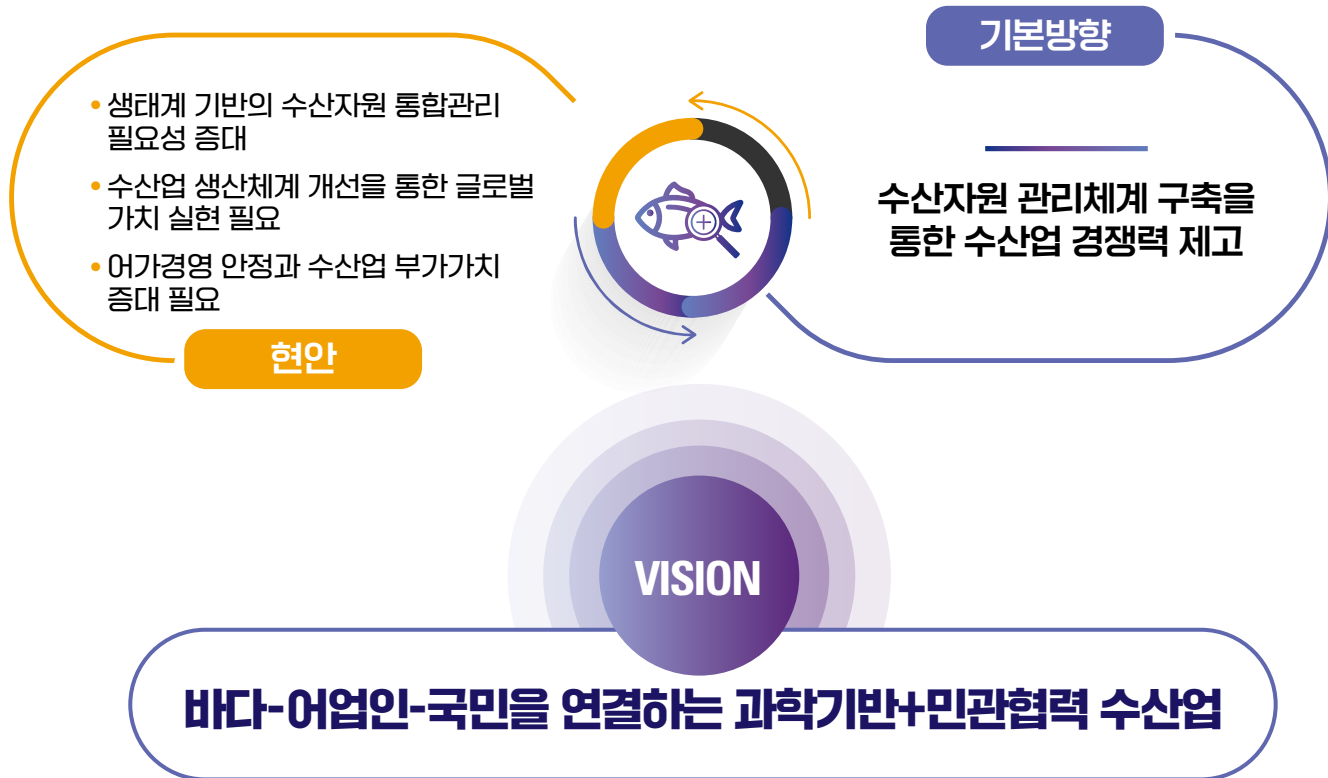 • 생태계 기반의 수산자원 통합관리
필요성 증대
• 수산업 생산체계 개선을 통한 글로벌
가치 실현 필요
• 어가경영 안정과 수산업 부가가치
증대 필요
현안
기본방향
수산자원 관리체계 구축을
통한 수산업 경쟁력 제고
VISION
바다-어업인-국민을 연결하는 과학기반+민관협력 수산업